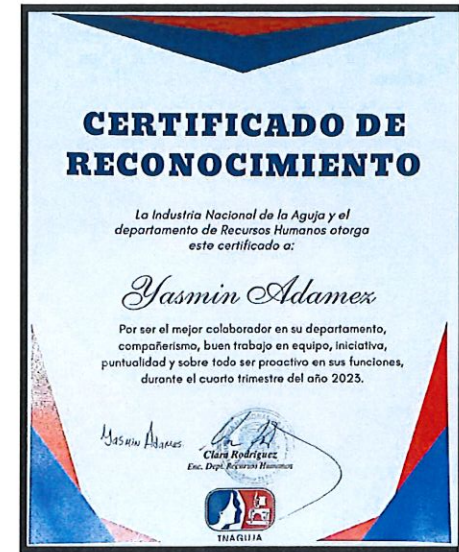 CERTIFICADO DE
RECONOCIMIENTO
La Industria Nacional de la Aguja y el
departamento de Recursos Humanos otorga
este certificado a:
Yasmin Adamez
Por ser el mejor colaborador en su departamento,
compañerismo, buen trabajo en equipo, iniciativa,
puntualidad y sobre todo ser proactivo en sus funciones,
durante el cuarto trimestre del año 2023.
Yasmin Adames
Clara Rodríguez
Enc. Dept. Recursos Humanos
INAGUJA